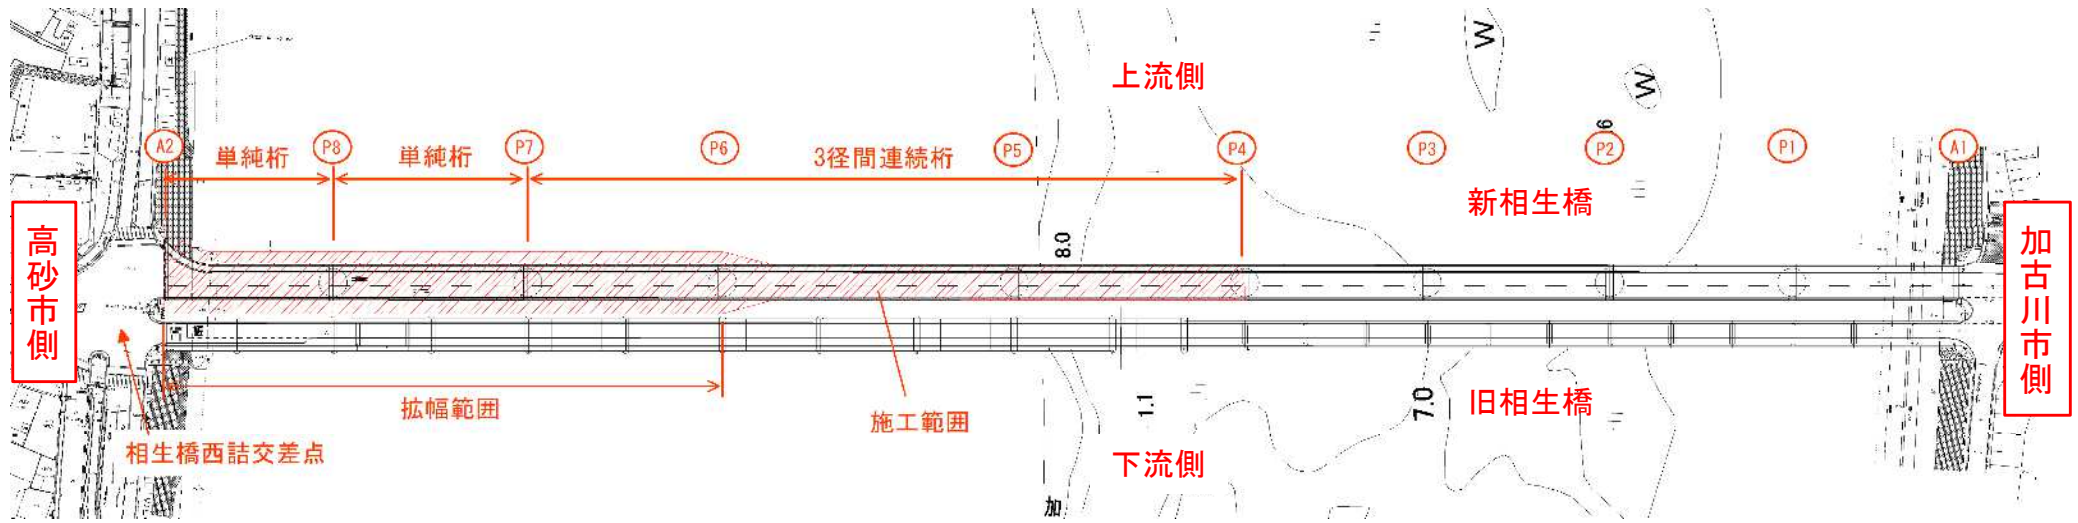 上流側
W
W
6
A2
単純桁
P8
単純桁
P7
P6
3径間連続桁
P5
P4
P3
P2
P1
A1
新相生橋
高砂市側
加古川市側
8.0
拡幅範囲
施工範囲
1.1
7.0
旧相生橋
相生橋西詰交差点
下流側
加